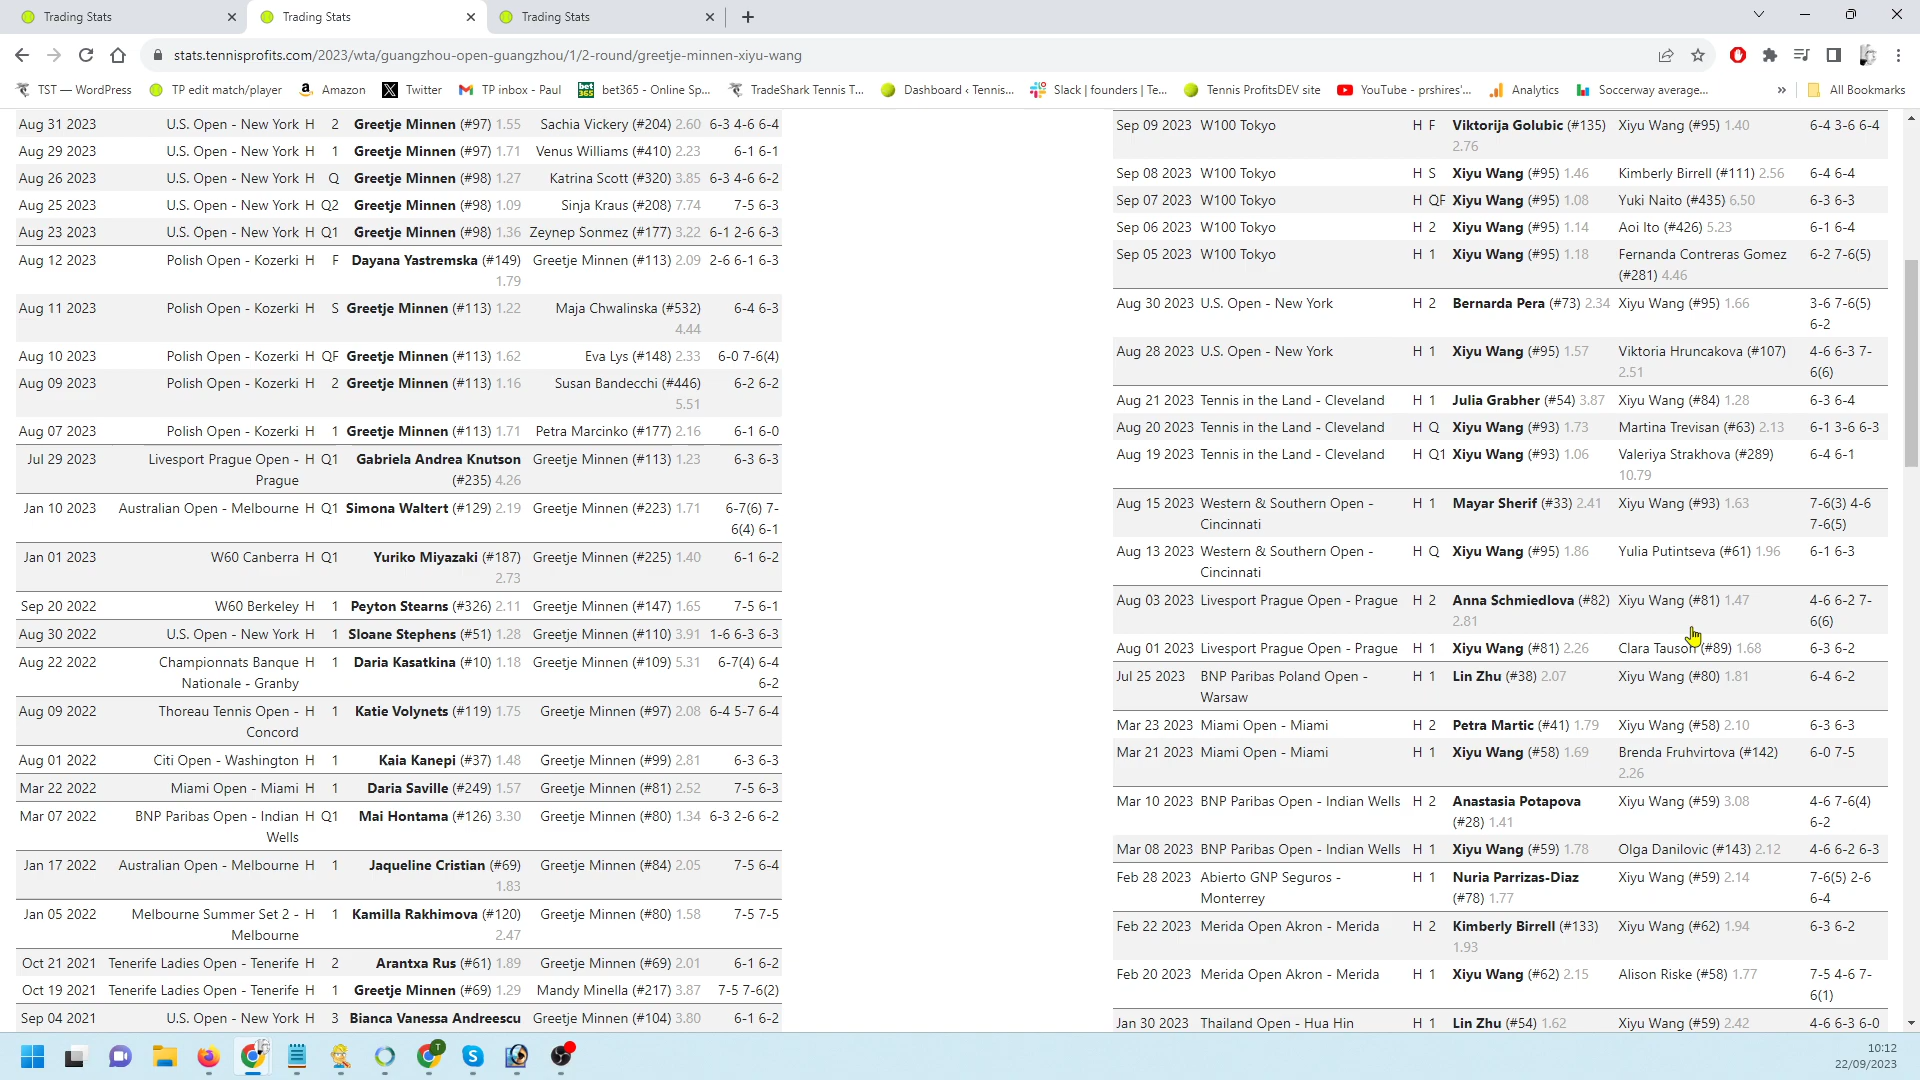 Trading Stats
Trading Stats
Trading Stats
stats.tennisprofits.com/2023/wta/guangzhou-open-guangzhou/1/2-round/greetje-minnen-xiyu-wang
TST — WordPress TP edit match/player Amazon Twitter TP inbox - Paul bet365 - Online Sp... TradeShark Tennis T... Dashboard ‹ Tennis... Slack | founders | Te... Tennis ProfitsDEV site YouTube - prshires'... Analytics Soccerway average... » All Bookmarks
Aug 31 2023 U.S. Open - New York H 2 Greetje Minnen (#97) 1.55 Sachia Vickery (#204) 2.60 6-3 4-6 6-4
Aug 29 2023 U.S. Open - New York H 1 Greetje Minnen (#97) 1.71 Venus Williams (#410) 2.23 6-1 6-1
Aug 26 2023 U.S. Open - New York H Q Greetje Minnen (#98) 1.27 Katrina Scott (#320) 3.85 6-3 4-6 6-2
Aug 25 2023 U.S. Open - New York H Q2 Greetje Minnen (#98) 1.09 Sinja Kraus (#208) 7.74 7-5 6-3
Aug 23 2023 U.S. Open - New York H Q1 Greetje Minnen (#98) 1.36 Zeynep Sonmez (#177) 3.22 6-1 2-6 6-3
Aug 12 2023 Polish Open - Kozerki H F Dayana Yastremska (#149) Greetje Minnen (#113) 2.09 2-6 6-1 6-3
1.79
Aug 11 2023 Polish Open - Kozerki H S Greetje Minnen (#113) 1.22 Maja Chwalinska (#532) 6-4 6-3
4.44
Aug 10 2023 Polish Open - Kozerki H QF Greetje Minnen (#113) 1.62 Eva Lys (#148) 2.33 6-0 7-6(4)
Aug 09 2023 Polish Open - Kozerki H 2 Greetje Minnen (#113) 1.16 Susan Bandecchi (#446) 6-2 6-2
5.51
Aug 07 2023 Polish Open - Kozerki H 1 Greetje Minnen (#113) 1.71 Petra Marcinko (#177) 2.16 6-1 6-0
Jul 29 2023 Livesport Prague Open - H Q1 Gabriela Andrea Knutson Greetje Minnen (#113) 1.23 6-3 6-3
Prague (#235) 4.26
Jan 10 2023 Australian Open - Melbourne H Q1 Simona Waltert (#129) 2.19 Greetje Minnen (#223) 1.71 6-7(6) 7-
6(4) 6-1
Jan 01 2023 W60 Canberra H Q1 Yuriko Miyazaki (#187) Greetje Minnen (#225) 1.40 6-1 6-2
2.73
Sep 20 2022 W60 Berkeley H 1 Peyton Stearns (#326) 2.11 Greetje Minnen (#147) 1.65 7-5 6-1
Aug 30 2022 U.S. Open - New York H 1 Sloane Stephens (#51) 1.28 Greetje Minnen (#110) 3.91 1-6 6-3 6-3
Aug 22 2022 Championnats Banque H 1 Daria Kasatkina (#10) 1.18 Greetje Minnen (#109) 5.31 6-7(4) 6-4
Nationale - Granby 6-2
Aug 09 2022 Thoreau Tennis Open - H 1 Katie Volynets (#119) 1.75 Greetje Minnen (#97) 2.08 6-4 5-7 6-4
Concord
Aug 01 2022 Citi Open - Washington H 1 Kaia Kanepi (#37) 1.48 Greetje Minnen (#99) 2.81 6-3 6-3
Mar 22 2022 Miami Open - Miami H 1 Daria Saville (#249) 1.57 Greetje Minnen (#81) 2.52 7-5 6-3
Mar 07 2022 BNP Paribas Open - Indian H Q1 Mai Hontama (#126) 3.30 Greetje Minnen (#80) 1.34 6-3 2-6 6-2
Wells
Jan 17 2022 Australian Open - Melbourne H 1 Jaqueline Cristian (#69) Greetje Minnen (#84) 2.05 7-5 6-4
1.83
Jan 05 2022 Melbourne Summer Set 2 - H 1 Kamilla Rakhimova (#120) Greetje Minnen (#80) 1.58 7-5 7-5
Melbourne 2.47
Oct 21 2021 Tenerife Ladies Open - Tenerife H 2 Arantxa Rus (#61) 1.89 Greetje Minnen (#69) 2.01 6-1 6-2
Oct 19 2021 Tenerife Ladies Open - Tenerife H 1 Greetje Minnen (#69) 1.29 Mandy Minella (#217) 3.87 7-5 7-6(2)
Sep 04 2021 U.S. Open - New York H 3 Bianca Vanessa Andreescu Greetje Minnen (#104) 3.80 6-1 6-2
Sep 09 2023 W100 Tokyo H F Viktorija Golubic (#135) Xiyu Wang (#95) 1.40 6-4 3-6 6-4
2.76
Sep 08 2023 W100 Tokyo H S Xiyu Wang (#95) 1.46 Kimberly Birrell (#111) 2.56 6-4 6-4
Sep 07 2023 W100 Tokyo H QF Xiyu Wang (#95) 1.08 Yuki Naito (#435) 6.50 6-3 6-3
Sep 06 2023 W100 Tokyo H 2 Xiyu Wang (#95) 1.14 Aoi Ito (#426) 5.23 6-1 6-4
Sep 05 2023 W100 Tokyo H 1 Xiyu Wang (#95) 1.18 Fernanda Contreras Gomez 6-2 7-6(5)
(#281) 4.46
Aug 30 2023 U.S. Open - New York H 2 Bernarda Pera (#73) 2.34 Xiyu Wang (#95) 1.66 3-6 7-6(5)
6-2
Aug 28 2023 U.S. Open - New York H 1 Xiyu Wang (#95) 1.57 Viktoria Hruncakova (#107) 4-6 6-3 7-
2.51 6(6)
Aug 21 2023 Tennis in the Land - Cleveland H 1 Julia Grabher (#54) 3.87 Xiyu Wang (#84) 1.28 6-3 6-4
Aug 20 2023 Tennis in the Land - Cleveland H Q Xiyu Wang (#93) 1.73 Martina Trevisan (#63) 2.13 6-1 3-6 6-3
Aug 19 2023 Tennis in the Land - Cleveland H Q1 Xiyu Wang (#93) 1.06 Valeriya Strakhova (#289) 6-4 6-1
10.79
Aug 15 2023 Western & Southern Open - H 1 Mayar Sherif (#33) 2.41 Xiyu Wang (#93) 1.63 7-6(3) 4-6
Cincinnati 7-6(5)
Aug 13 2023 Western & Southern Open - H Q Xiyu Wang (#95) 1.86 Yulia Putintseva (#61) 1.96 6-1 6-3
Cincinnati
Aug 03 2023 Livesport Prague Open - Prague H 2 Anna Schmiedlova (#82) Xiyu Wang (#81) 1.47 4-6 6-2 7-
2.81 6(6)
Aug 01 2023 Livesport Prague Open - Prague H 1 Xiyu Wang (#81) 2.26 Clara Tauson (#89) 1.68 6-3 6-2
Jul 25 2023 BNP Paribas Poland Open - H 1 Lin Zhu (#38) 2.07 Xiyu Wang (#80) 1.81 6-4 6-2
Warsaw
Mar 23 2023 Miami Open - Miami H 2 Petra Martic (#41) 1.79 Xiyu Wang (#58) 2.10 6-3 6-3
Mar 21 2023 Miami Open - Miami H 1 Xiyu Wang (#58) 1.69 Brenda Fruhvirtova (#142) 6-0 7-5
2.26
Mar 10 2023 BNP Paribas Open - Indian Wells H 2 Anastasia Potapova Xiyu Wang (#59) 3.08 4-6 7-6(4)
(#28) 1.41 6-2
Mar 08 2023 BNP Paribas Open - Indian Wells H 1 Xiyu Wang (#59) 1.78 Olga Danilovic (#143) 2.12 4-6 6-2 6-3
Feb 28 2023 Abierto GNP Seguros - H 1 Nuria Parrizas-Diaz Xiyu Wang (#59) 2.14 7-6(5) 2-6
Monterrey (#78) 1.77 6-4
Feb 22 2023 Merida Open Akron - Merida H 2 Kimberly Birrell (#133) Xiyu Wang (#62) 1.94 6-3 6-2
1.93
Feb 20 2023 Merida Open Akron - Merida H 1 Xiyu Wang (#62) 2.15 Alison Riske (#58) 1.77 7-5 4-6 7-
6(1)
Jan 30 2023 Thailand Open - Hua Hin H 1 Lin Zhu (#54) 1.62 Xiyu Wang (#59) 2.42 4-6 6-3 6-0
10:12
22/09/2023